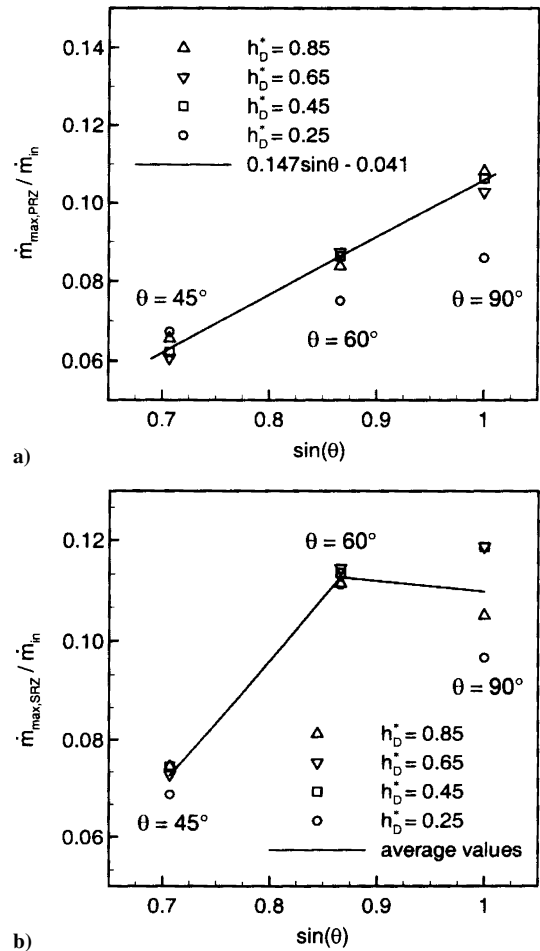 a)
ṁmax,PRZ / ṁin
0.14
0.12
0.10
0.08
0.06
h*D = 0.85
h*D = 0.65
h*D = 0.45
h*D = 0.25
0.147sinθ - 0.041
θ = 45°
θ = 60°
θ = 90°
0.7 0.8 0.9 1
sin(θ)
b)
ṁmax,SRZ / ṁin
0.12
0.10
0.08
0.06
θ = 60°
θ = 90°
θ = 45°
h*D = 0.85
h*D = 0.65
h*D = 0.45
h*D = 0.25
average values
0.7 0.8 0.9 1
sin(θ)